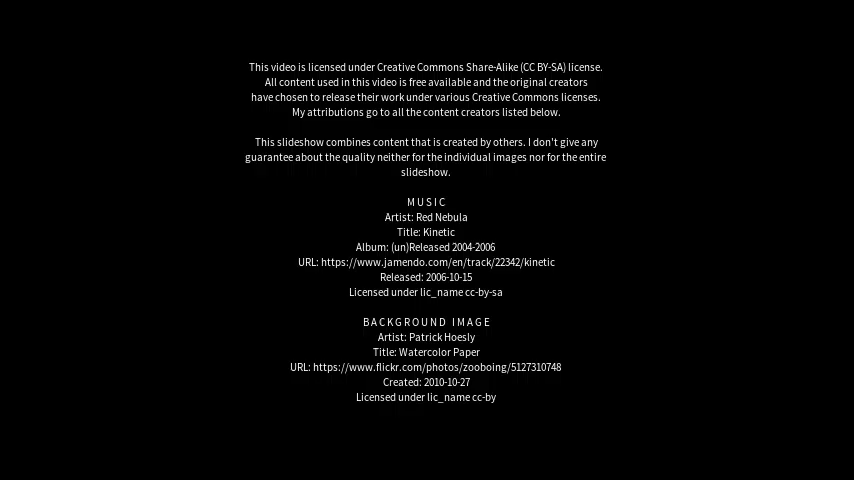 This video is licensed under Creative Commons Share-Alike (CC BY-SA) license.
All content used in this video is free available and the original creators
have chosen to release their work under various Creative Commons licenses.
My attributions go to all the content creators listed below.
This slideshow combines content that is created by others. I don't give any
guarantee about the quality neither for the individual images nor for the entire
slideshow.
MUSIC
Artist: Red Nebula
Title: Kinetic
Album: (un)Released 2004-2006
URL: https://www.jamendo.com/en/track/22342/kinetic
Released: 2006-10-15
Licensed under lic_name cc-by-sa
BACKGROUND IMAGE
Artist: Patrick Hoesly
Title: Watercolor Paper
URL: https://www.flickr.com/photos/zooboing/5127310748
Created: 2010-10-27
Licensed under lic_name cc-by